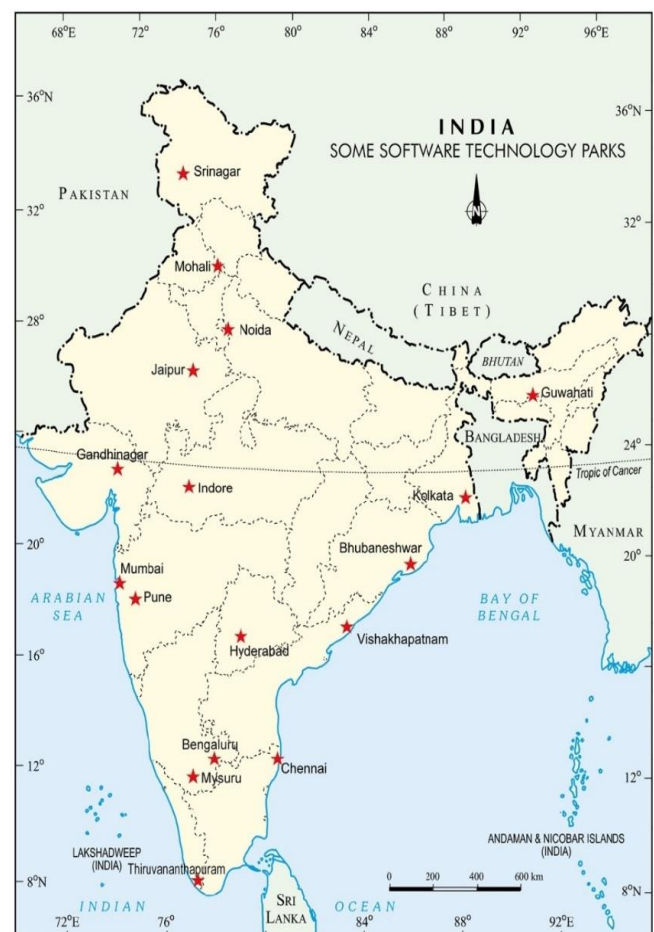 68°E 72° 76° 80° 84° 88° 92° 96°E
INDIA
SOME SOFTWARE TECHNOLOGY PARKS
36°N
36°N
Srinagar
PAKISTAN
32°
32°
Mohali
CHINA
(TIBET)
28°
28°
Noida
NEPAL
BHUTAN
Jaipur
Guwahati
BANGLADESH
24°
Gandhinagar
Tropic of Cancer
Indore
Kolkata
MYANMAR
20°
20°
Bhubaneshwar
Mumbai
Pune
ARABIAN
SEA
BAY OF
BENGAL
Vishakhapatnam
Hyderabad
16°
Bengaluru
Chennai
12°
12°
Mysuru
ANDAMAN & NICOBAR ISLANDS
(INDIA)
LAKSHADWEEP
(INDIA)
Thiruvananthapuram
8°N
8°N
0 200 400 600 km
SRI
LANKA
INDIAN OCEAN
72°E 76° 84° 88° 92°E